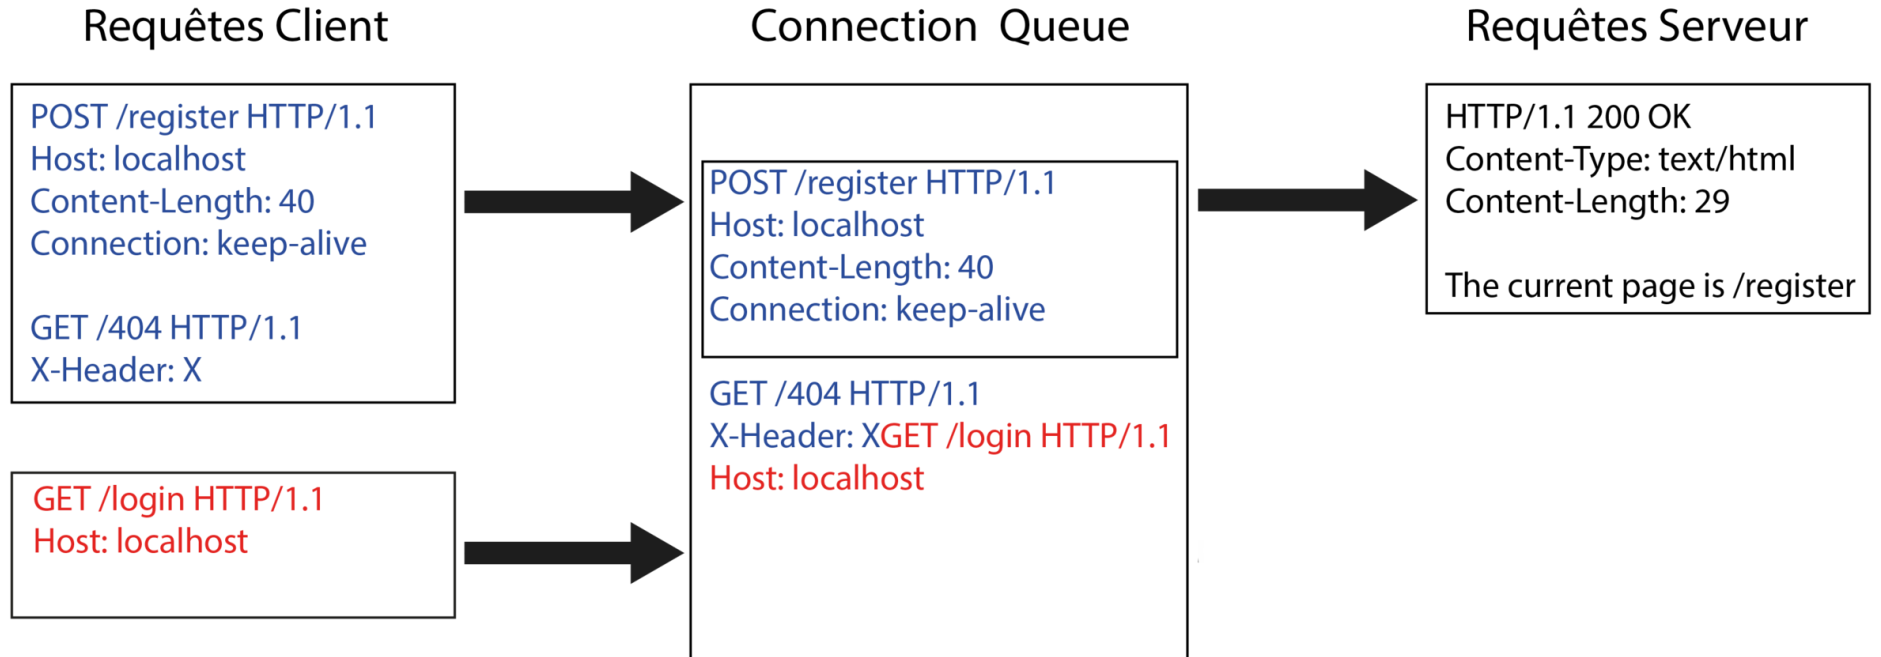 Requêtes Client
POST /register HTTP/1.1
Host: localhost
Content-Length: 40
Connection: keep-alive
GET /404 HTTP/1.1
X-Header: X
GET /login HTTP/1.1
Host: localhost
Connection Queue
POST /register HTTP/1.1
Host: localhost
Content-Length: 40
Connection: keep-alive
GET /404 HTTP/1.1
X-Header: XGET /login HTTP/1.1
Host: localhost
Requêtes Serveur
HTTP/1.1 200 OK
Content-Type: text/html
Content-Length: 29
The current page is /register